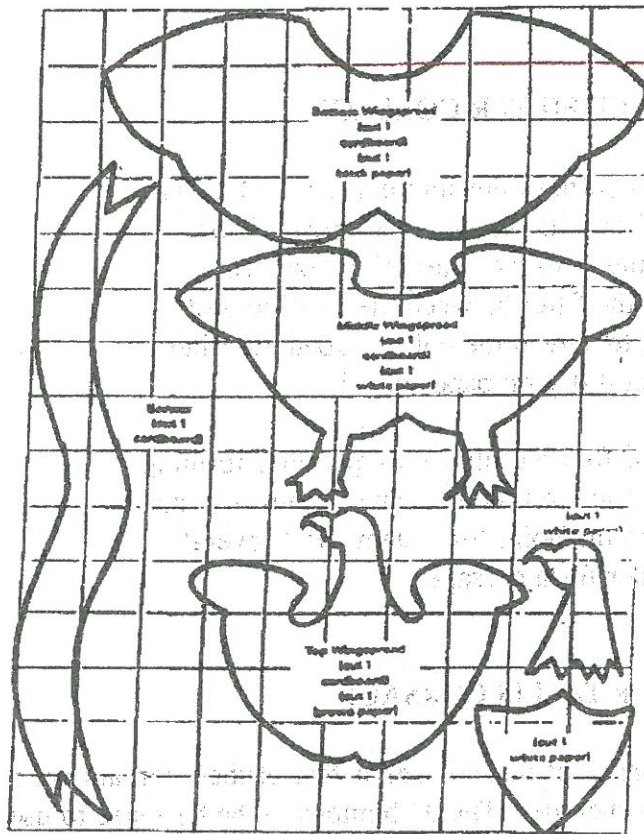 Bottom Wingspread
(cut 1
cardboard)
(cut 1
black paper)
Middle Wingspread
(cut 1
cardboard)
(cut 1
white paper)
Banner
(cut 1
cardboard)
(cut 1
white paper)
Top Wingspread
(cut 1
cardboard)
(cut 1
brown paper)
(cut 1
white paper)